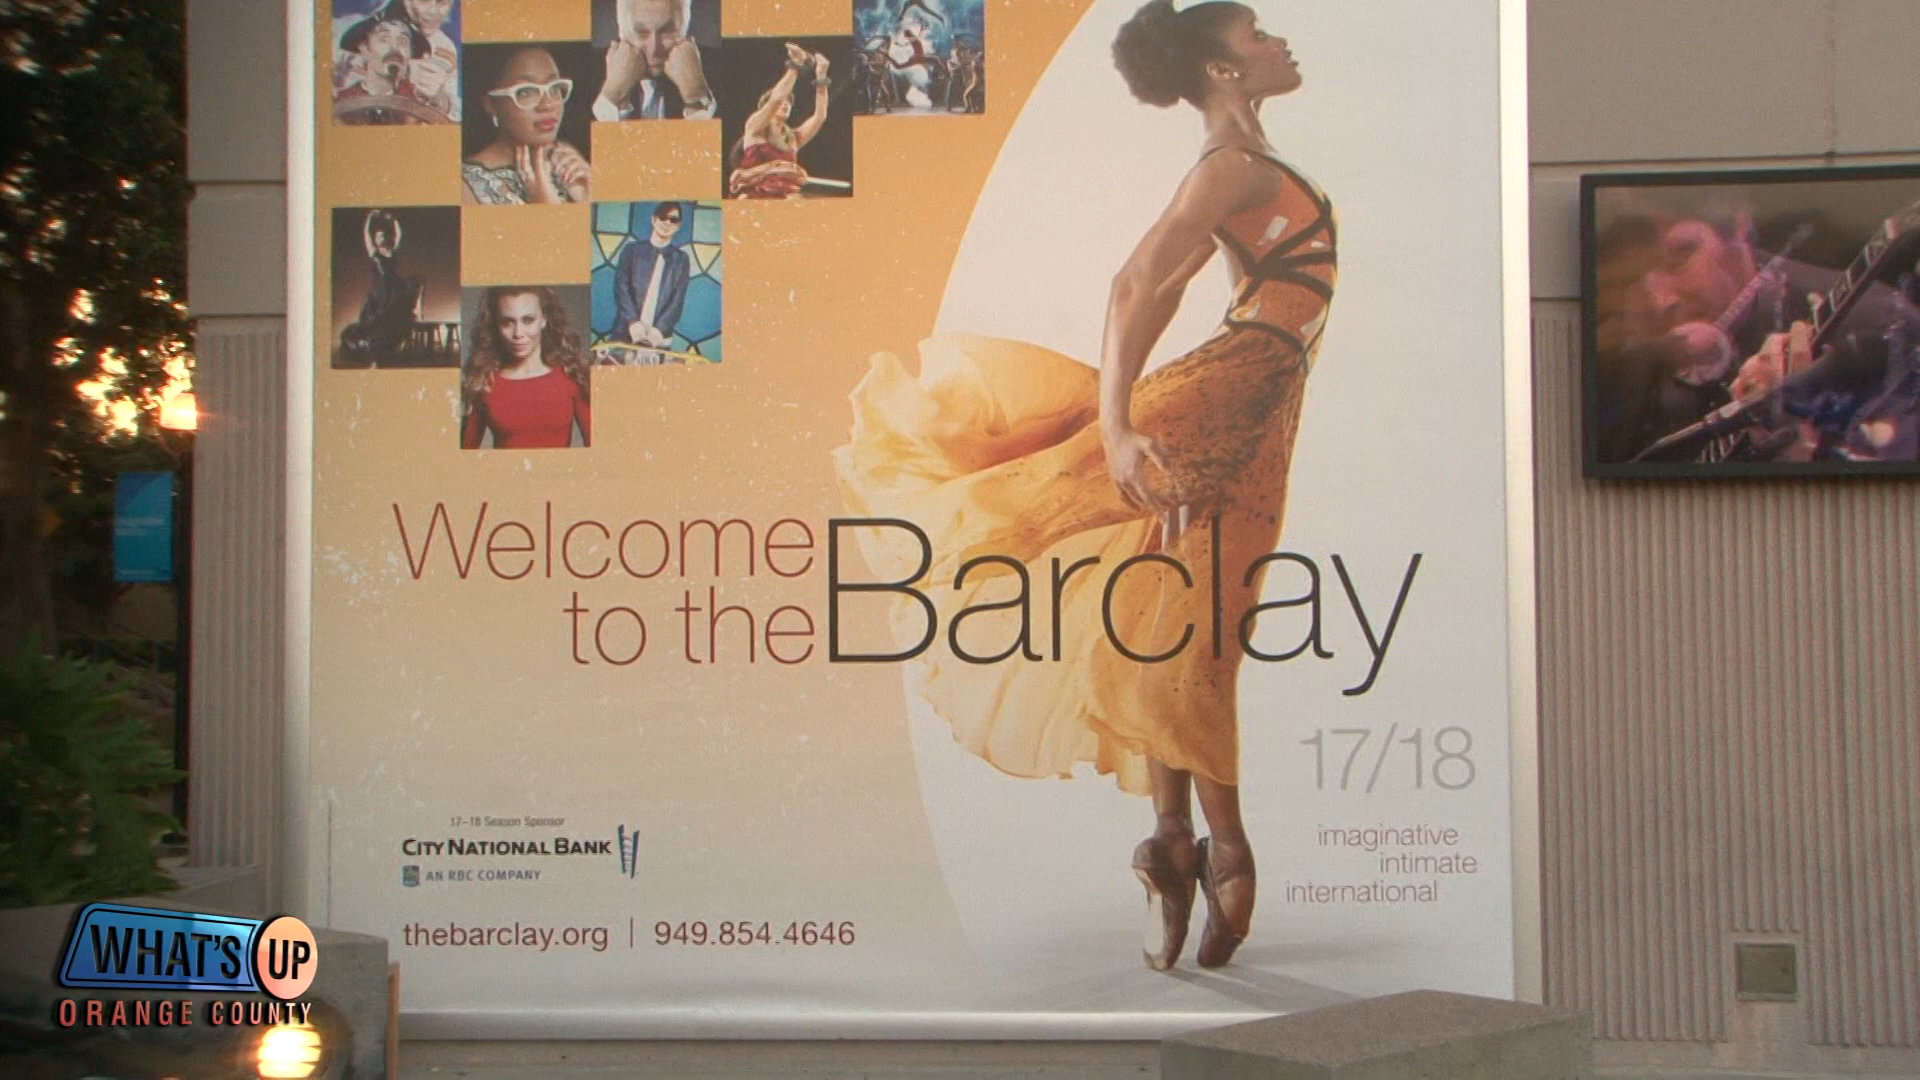 Welcome
to the Barclay
17/18
imaginative
intimate
international
17–18 Season Sponsor
CITY NATIONAL BANK
AN RBC COMPANY
thebarclay.org | 949.854.4646
WHAT'S UP
ORANGE COUNTY